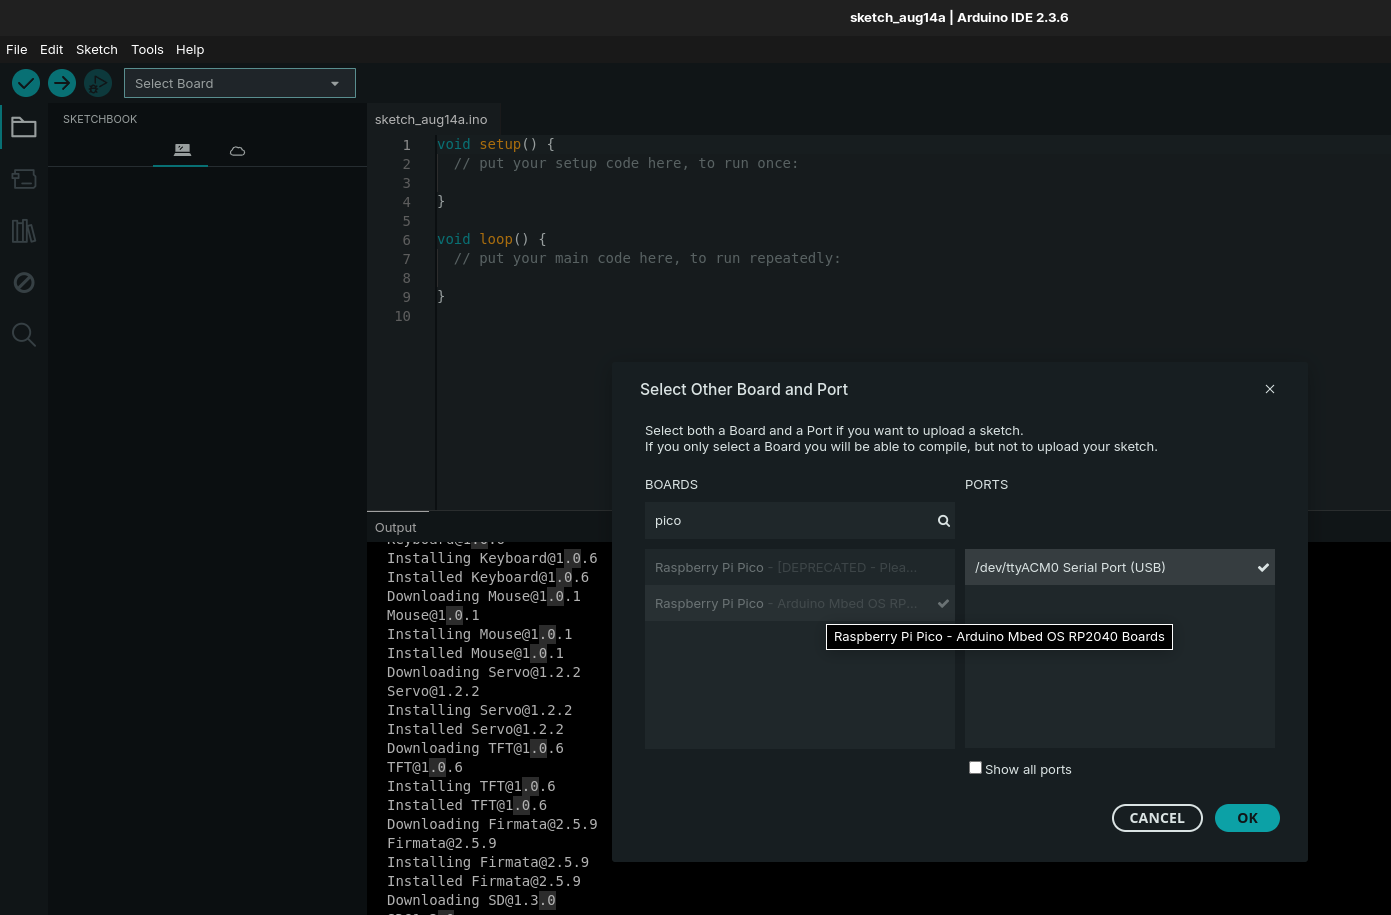 sketch_aug14a | Arduino IDE 2.3.6
File Edit Sketch Tools Help
Select Board
SKETCHBOOK
sketch_aug14a.ino
1 void setup() {
2 // put your setup code here, to run once:
3
4 }
5
6 void loop() {
7 // put your main code here, to run repeatedly:
8
9 }
10
Output
Installing Keyboard@1.0.6
Installed Keyboard@1.0.6
Downloading Mouse@1.0.1
Mouse@1.0.1
Installing Mouse@1.0.1
Installed Mouse@1.0.1
Downloading Servo@1.2.2
Servo@1.2.2
Installing Servo@1.2.2
Installed Servo@1.2.2
Downloading TFT@1.0.6
TFT@1.0.6
Installing TFT@1.0.6
Installed TFT@1.0.6
Downloading Firmata@2.5.9
Firmata@2.5.9
Installing Firmata@2.5.9
Installed Firmata@2.5.9
Downloading SD@1.3.0
Select Other Board and Port
Select both a Board and a Port if you want to upload a sketch.
If you only select a Board you will be able to compile, but not to upload your sketch.
BOARDS
pico
Raspberry Pi Pico - [DEPRECATED - Plea...
Raspberry Pi Pico - Arduino Mbed OS RP...
Raspberry Pi Pico - Arduino Mbed OS RP2040 Boards
PORTS
/dev/ttyACM0 Serial Port (USB)
Show all ports
CANCEL
OK